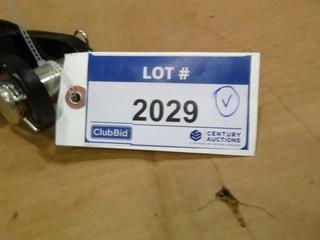 LOT #
2029
ClubBid
CENTURY
AUCTIONS